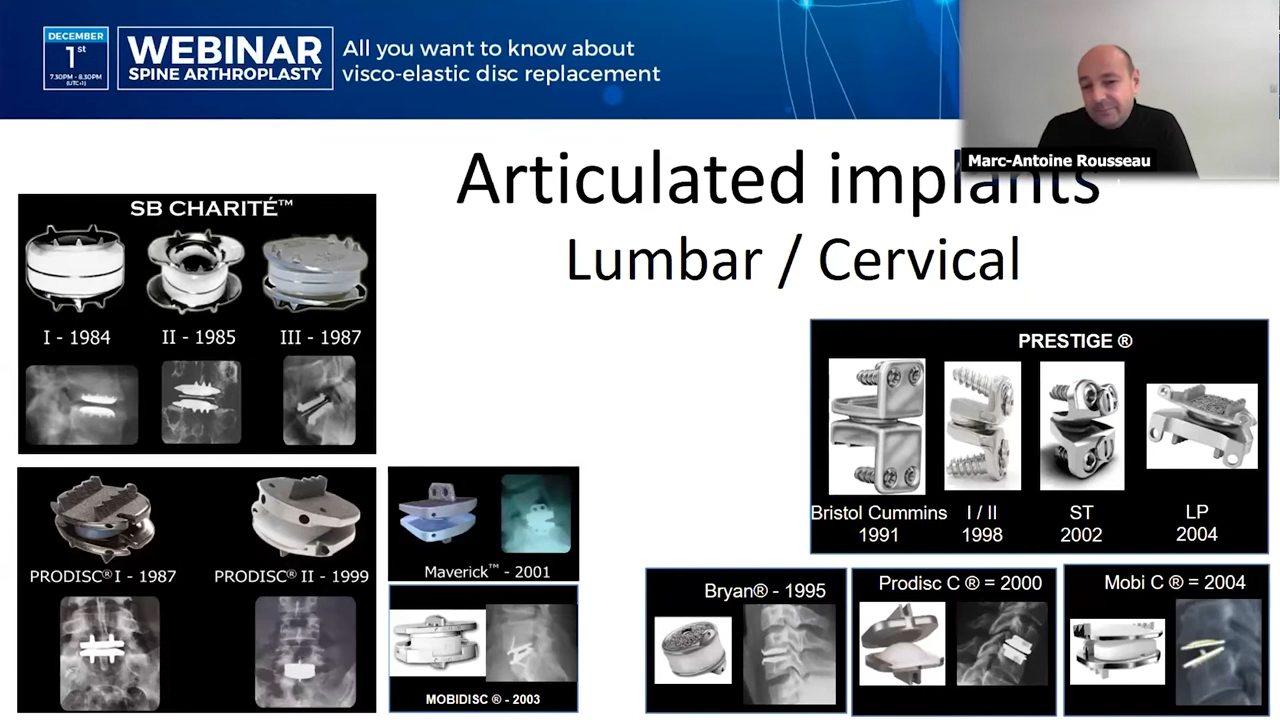 DECEMBER
1st
7.30PM - 8.30PM
(UTC+1)
WEBINAR
SPINE ARTHROPLASTY
All you want to know about
visco-elastic disc replacement
Marc-Antoine Rousseau
Articulated implants
Lumbar / Cervical
SB CHARITÉ™
I - 1984
II - 1985
III - 1987
PRODISC® I - 1987
PRODISC® II - 1999
Maverick™ - 2001
MOBIDISC ® - 2003
PRESTIGE ®
Bristol Cummins
1991
I / II
1998
ST
2002
LP
2004
Bryan® - 1995
Prodisc C ® = 2000
Mobi C ® = 2004